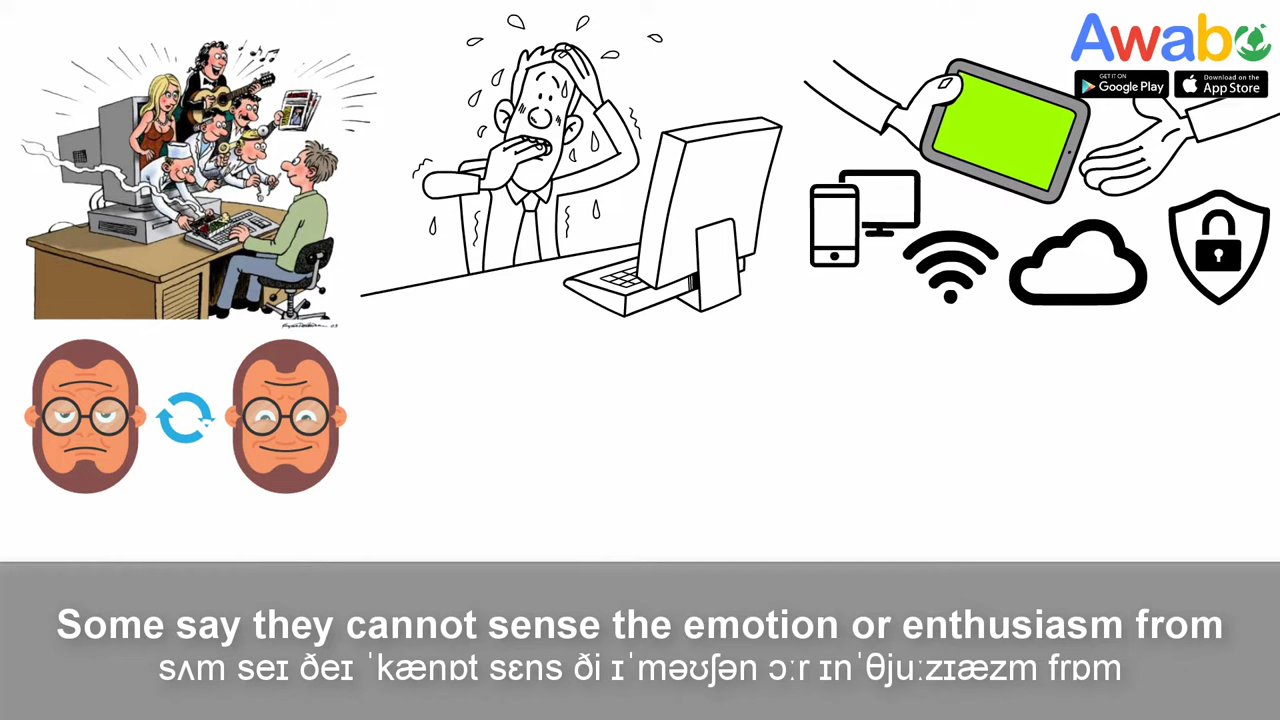 Awabe
GET IT ON
Google Play
Download on the
App Store
Some say they cannot sense the emotion or enthusiasm from
sʌm seɪ ðeɪ ˈkænɒt sɛns ði ɪˈməʊʃən ɔːr ɪnˈθjuːzɪæzm frɒm